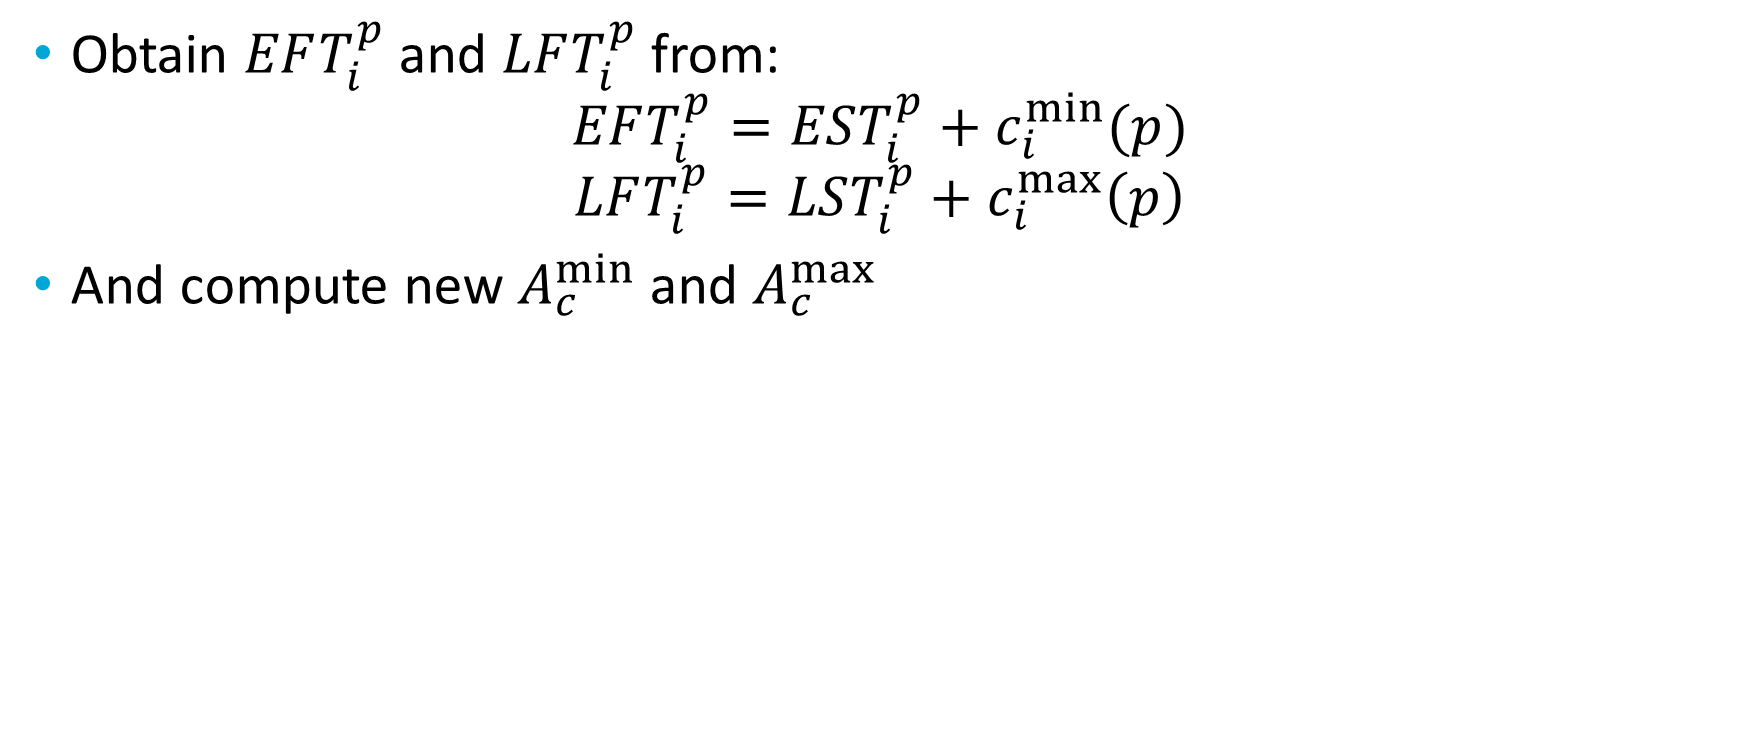 • Obtain $EFT_i^p$ and $LFT_i^p$ from:
$EFT_i^p = EST_i^p + c_i^{\min}(p)$
$LFT_i^p = LST_i^p + c_i^{\max}(p)$
• And compute new $A_c^{\min}$ and $A_c^{\max}$